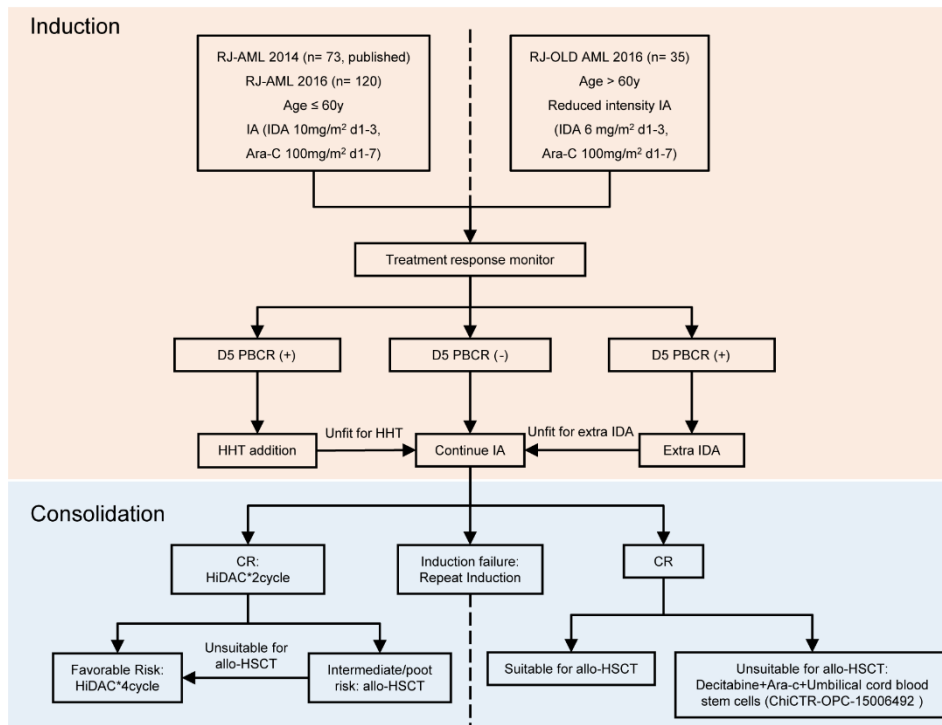 Induction
RJ-AML 2014 (n= 73, published)
RJ-AML 2016 (n= 120)
Age ≤ 60y
IA (IDA 10mg/m² d1-3,
Ara-C 100mg/m² d1-7)
RJ-OLD AML 2016 (n= 35)
Age > 60y
Reduced intensity IA
(IDA 6 mg/m² d1-3,
Ara-C 100mg/m² d1-7)
Treatment response monitor
D5 PBCR (+)
D5 PBCR (-)
D5 PBCR (+)
HHT addition
Unfit for HHT
Continue IA
Unfit for extra IDA
Extra IDA
Consolidation
CR:
HiDAC*2cycle
Induction failure:
Repeat Induction
CR
Favorable Risk:
HiDAC*4cycle
Unsuitable for
allo-HSCT
Intermediate/poot
risk: allo-HSCT
Suitable for allo-HSCT
Unsuitable for allo-HSCT:
Decitabine+Ara-c+Umbilical cord blood
stem cells (ChiCTR-OPC-15006492 )